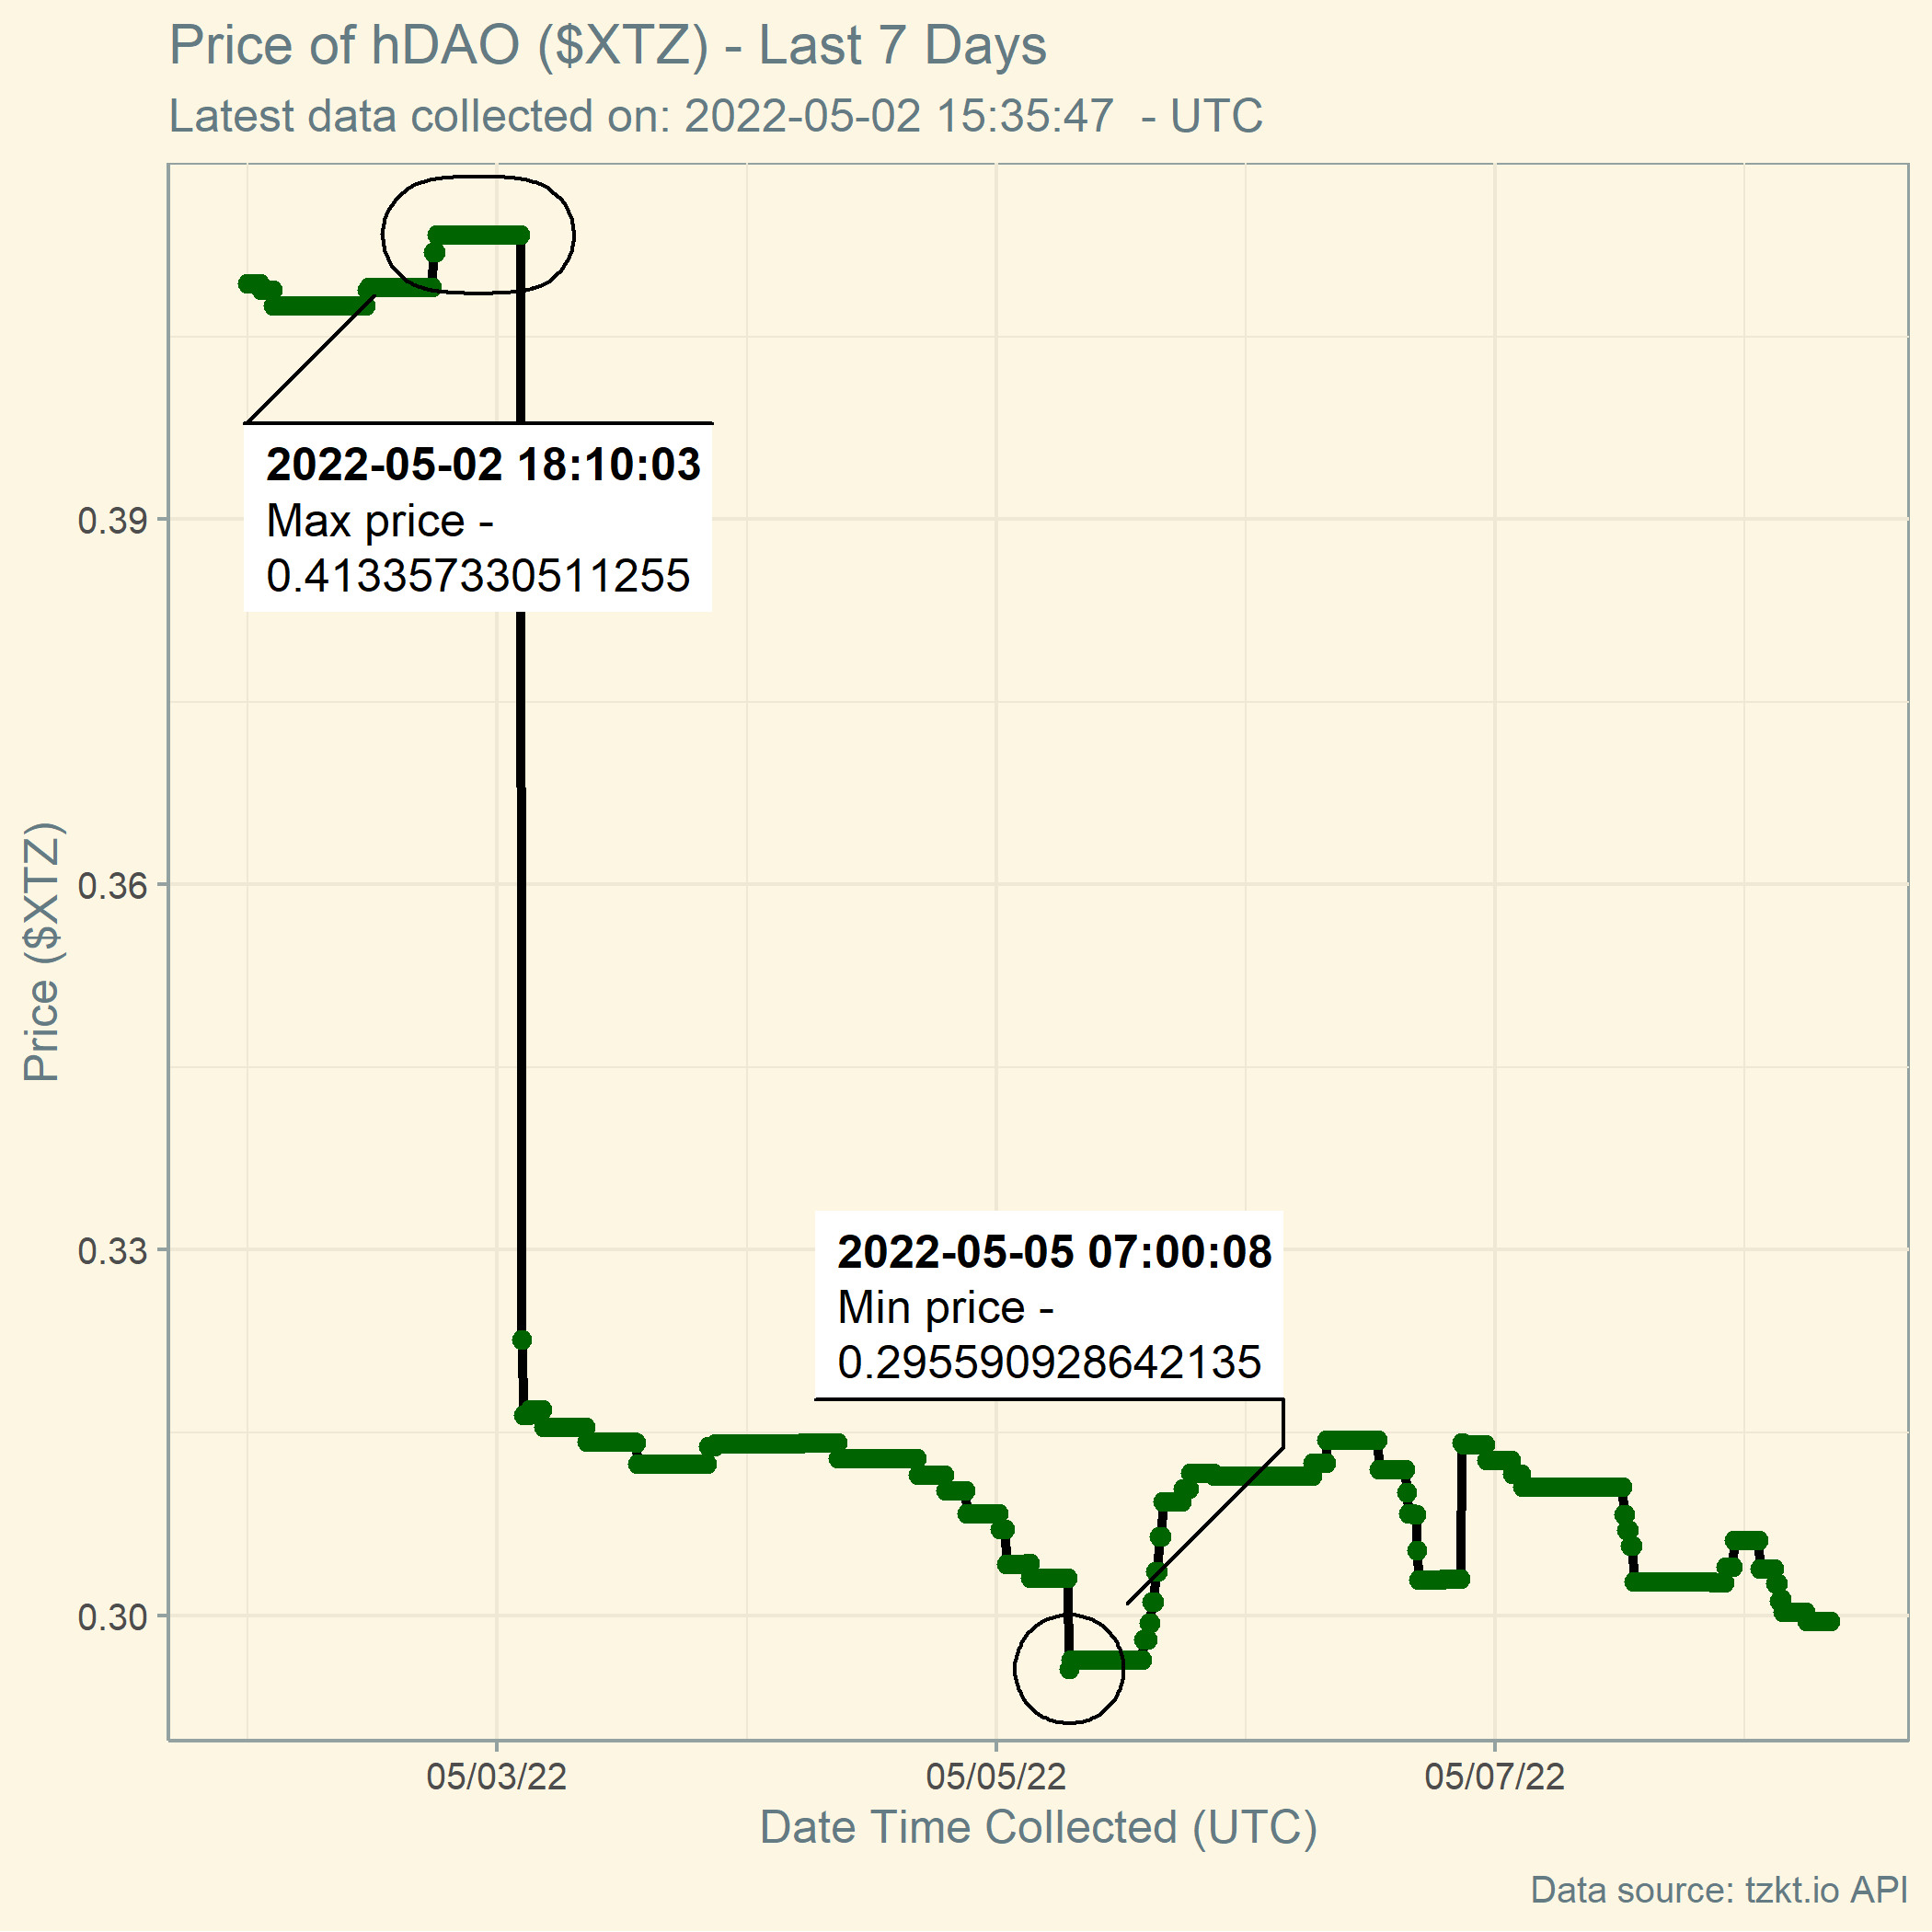 Price of hDAO ($XTZ) - Last 7 Days
Latest data collected on: 2022-05-02 15:35:47  - UTC
2022-05-02 18:10:03
Max price -
0.413357330511255
0.39
0.36
Price ($XTZ)
0.33
2022-05-05 07:00:08
Min price -
0.295590928642135
0.30
05/03/22
05/05/22
05/07/22
Date Time Collected (UTC)
Data source: tzkt.io API